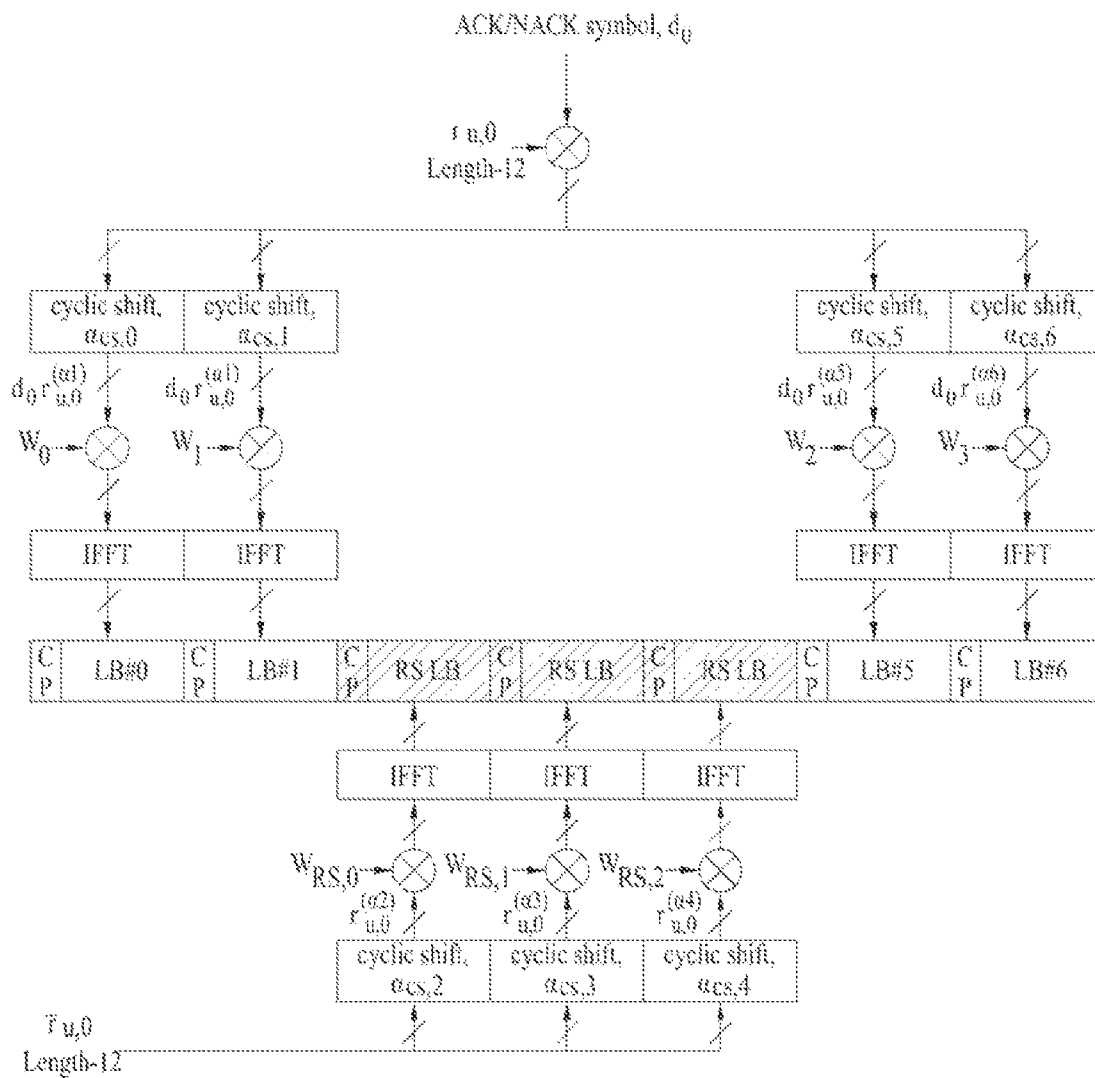 ACK/NACK symbol, d0
r u,0
Length-12
cyclic shift, αcs,0
cyclic shift, αcs,1
cyclic shift, αcs,5
cyclic shift, αcs,6
d0 r(α1)u,0
d0 r(α1)u,0
d0 r(α5)u,0
d0 r(α6)u,0
W0
W1
W2
W3
IFFT
IFFT
IFFT
IFFT
CP
LB#0
CP
LB#1
CP
RS LB
CP
RS LB
CP
RS LB
CP
LB#5
CP
LB#6
IFFT
IFFT
IFFT
WRS,0
WRS,1
WRS,2
r(α2)u,0
r(α3)u,0
r(α4)u,0
cyclic shift, αcs,2
cyclic shift, αcs,3
cyclic shift, αcs,4
r̄ u,0
Length-12